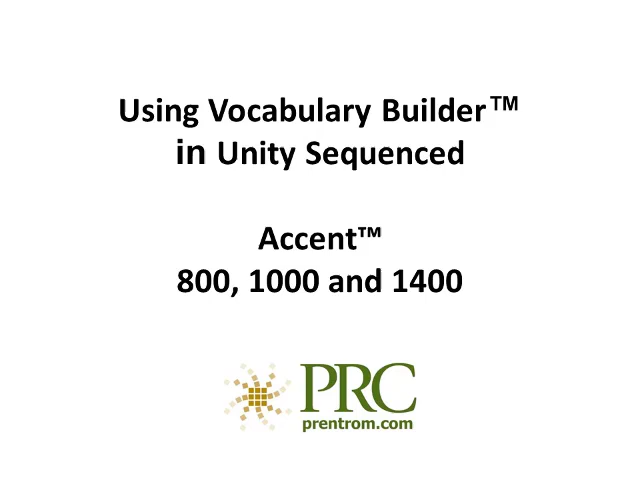 Using Vocabulary Builder™
in Unity Sequenced
Accent™
800, 1000 and 1400
PRC
prentrom.com